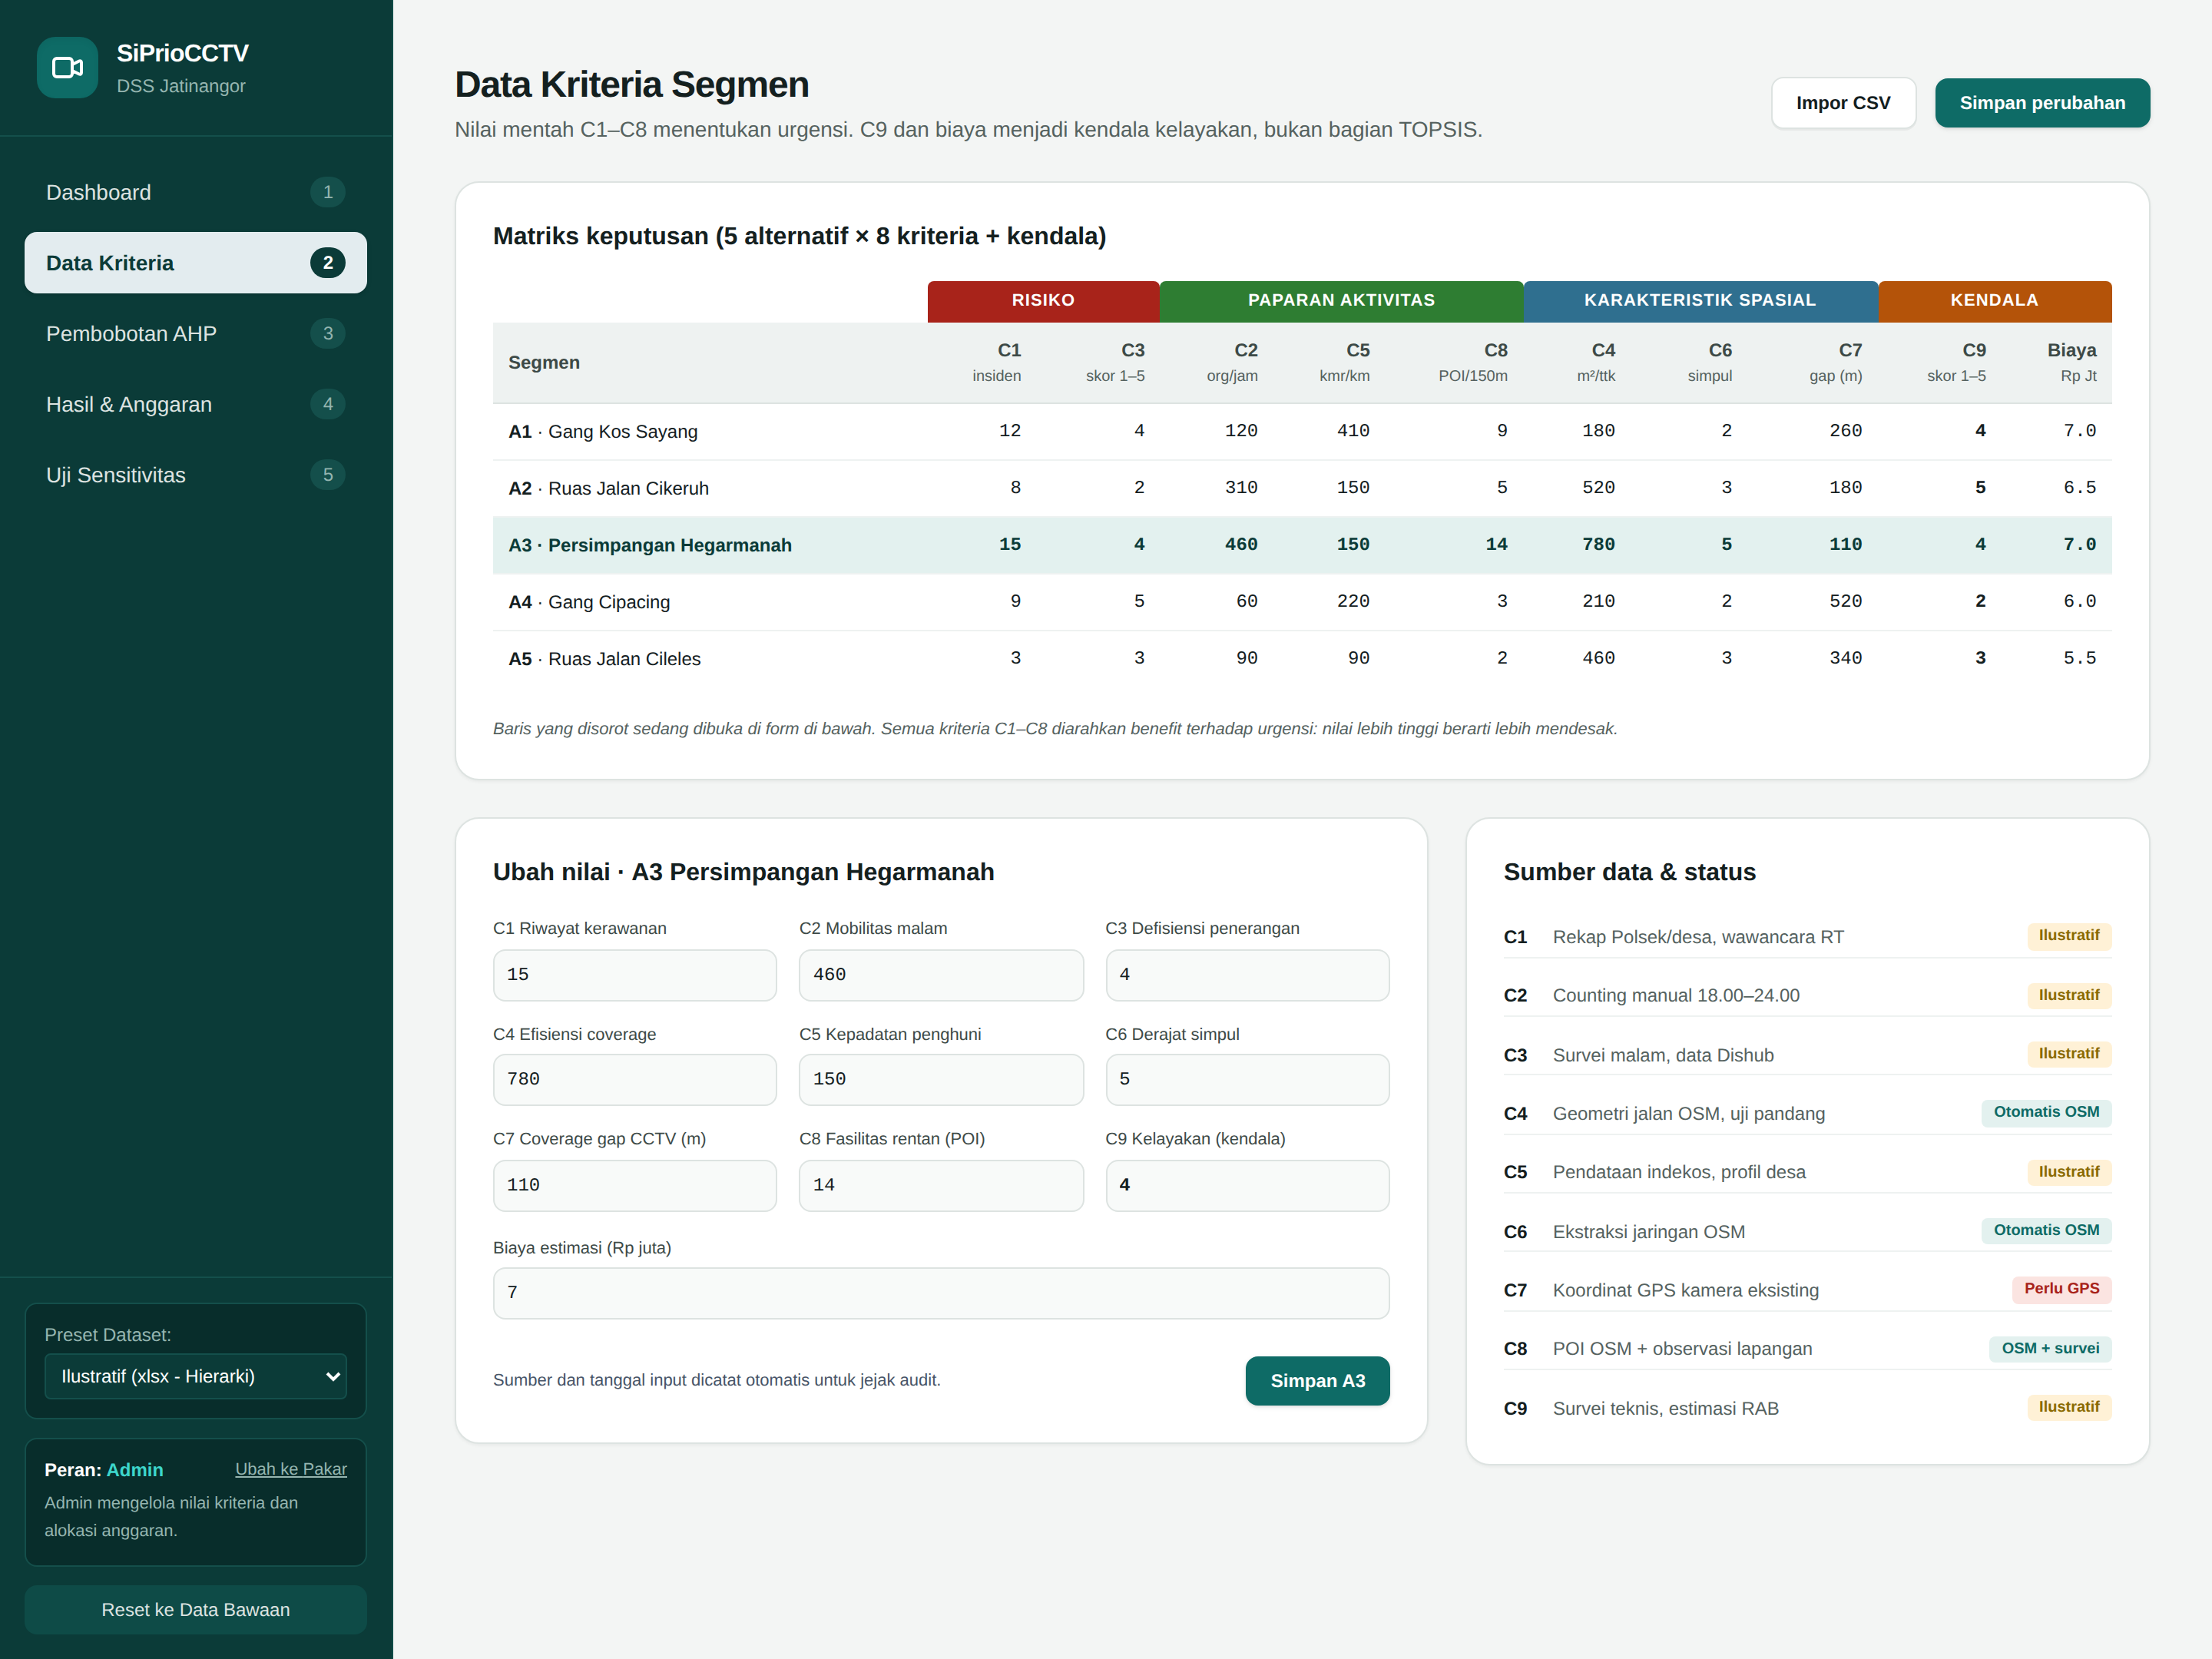 SiPrioCCTV
DSS Jatinangor
Dashboard 1
Data Kriteria 2
Pembobotan AHP 3
Hasil & Anggaran 4
Uji Sensitivitas 5
Preset Dataset:
Ilustratif (xlsx - Hierarki)
Peran: Admin Ubah ke Pakar
Admin mengelola nilai kriteria dan
alokasi anggaran.
Reset ke Data Bawaan
Data Kriteria Segmen
Nilai mentah C1–C8 menentukan urgensi. C9 dan biaya menjadi kendala kelayakan, bukan bagian TOPSIS.
Impor CSV
Simpan perubahan
Matriks keputusan (5 alternatif × 8 kriteria + kendala)
RISIKO PAPARAN AKTIVITAS KARAKTERISTIK SPASIAL KENDALA
Segmen C1 C3 C2 C5 C8 C4 C6 C7 C9 Biaya
insiden skor 1–5 org/jam kmr/km POI/150m m²/ttk simpul gap (m) skor 1–5 Rp Jt
A1 · Gang Kos Sayang 12 4 120 410 9 180 2 260 4 7.0
A2 · Ruas Jalan Cikeruh 8 2 310 150 5 520 3 180 5 6.5
A3 · Persimpangan Hegarmanah 15 4 460 150 14 780 5 110 4 7.0
A4 · Gang Cipacing 9 5 60 220 3 210 2 520 2 6.0
A5 · Ruas Jalan Cileles 3 3 90 90 2 460 3 340 3 5.5
Baris yang disorot sedang dibuka di form di bawah. Semua kriteria C1–C8 diarahkan benefit terhadap urgensi: nilai lebih tinggi berarti lebih mendesak.
Ubah nilai · A3 Persimpangan Hegarmanah
C1 Riwayat kerawanan C2 Mobilitas malam C3 Defisiensi penerangan
15 460 4
C4 Efisiensi coverage C5 Kepadatan penghuni C6 Derajat simpul
780 150 5
C7 Coverage gap CCTV (m) C8 Fasilitas rentan (POI) C9 Kelayakan (kendala)
110 14 4
Biaya estimasi (Rp juta)
7
Sumber dan tanggal input dicatat otomatis untuk jejak audit.
Simpan A3
Sumber data & status
C1 Rekap Polsek/desa, wawancara RT Ilustratif
C2 Counting manual 18.00–24.00 Ilustratif
C3 Survei malam, data Dishub Ilustratif
C4 Geometri jalan OSM, uji pandang Otomatis OSM
C5 Pendataan indekos, profil desa Ilustratif
C6 Ekstraksi jaringan OSM Otomatis OSM
C7 Koordinat GPS kamera eksisting Perlu GPS
C8 POI OSM + observasi lapangan OSM + survei
C9 Survei teknis, estimasi RAB Ilustratif